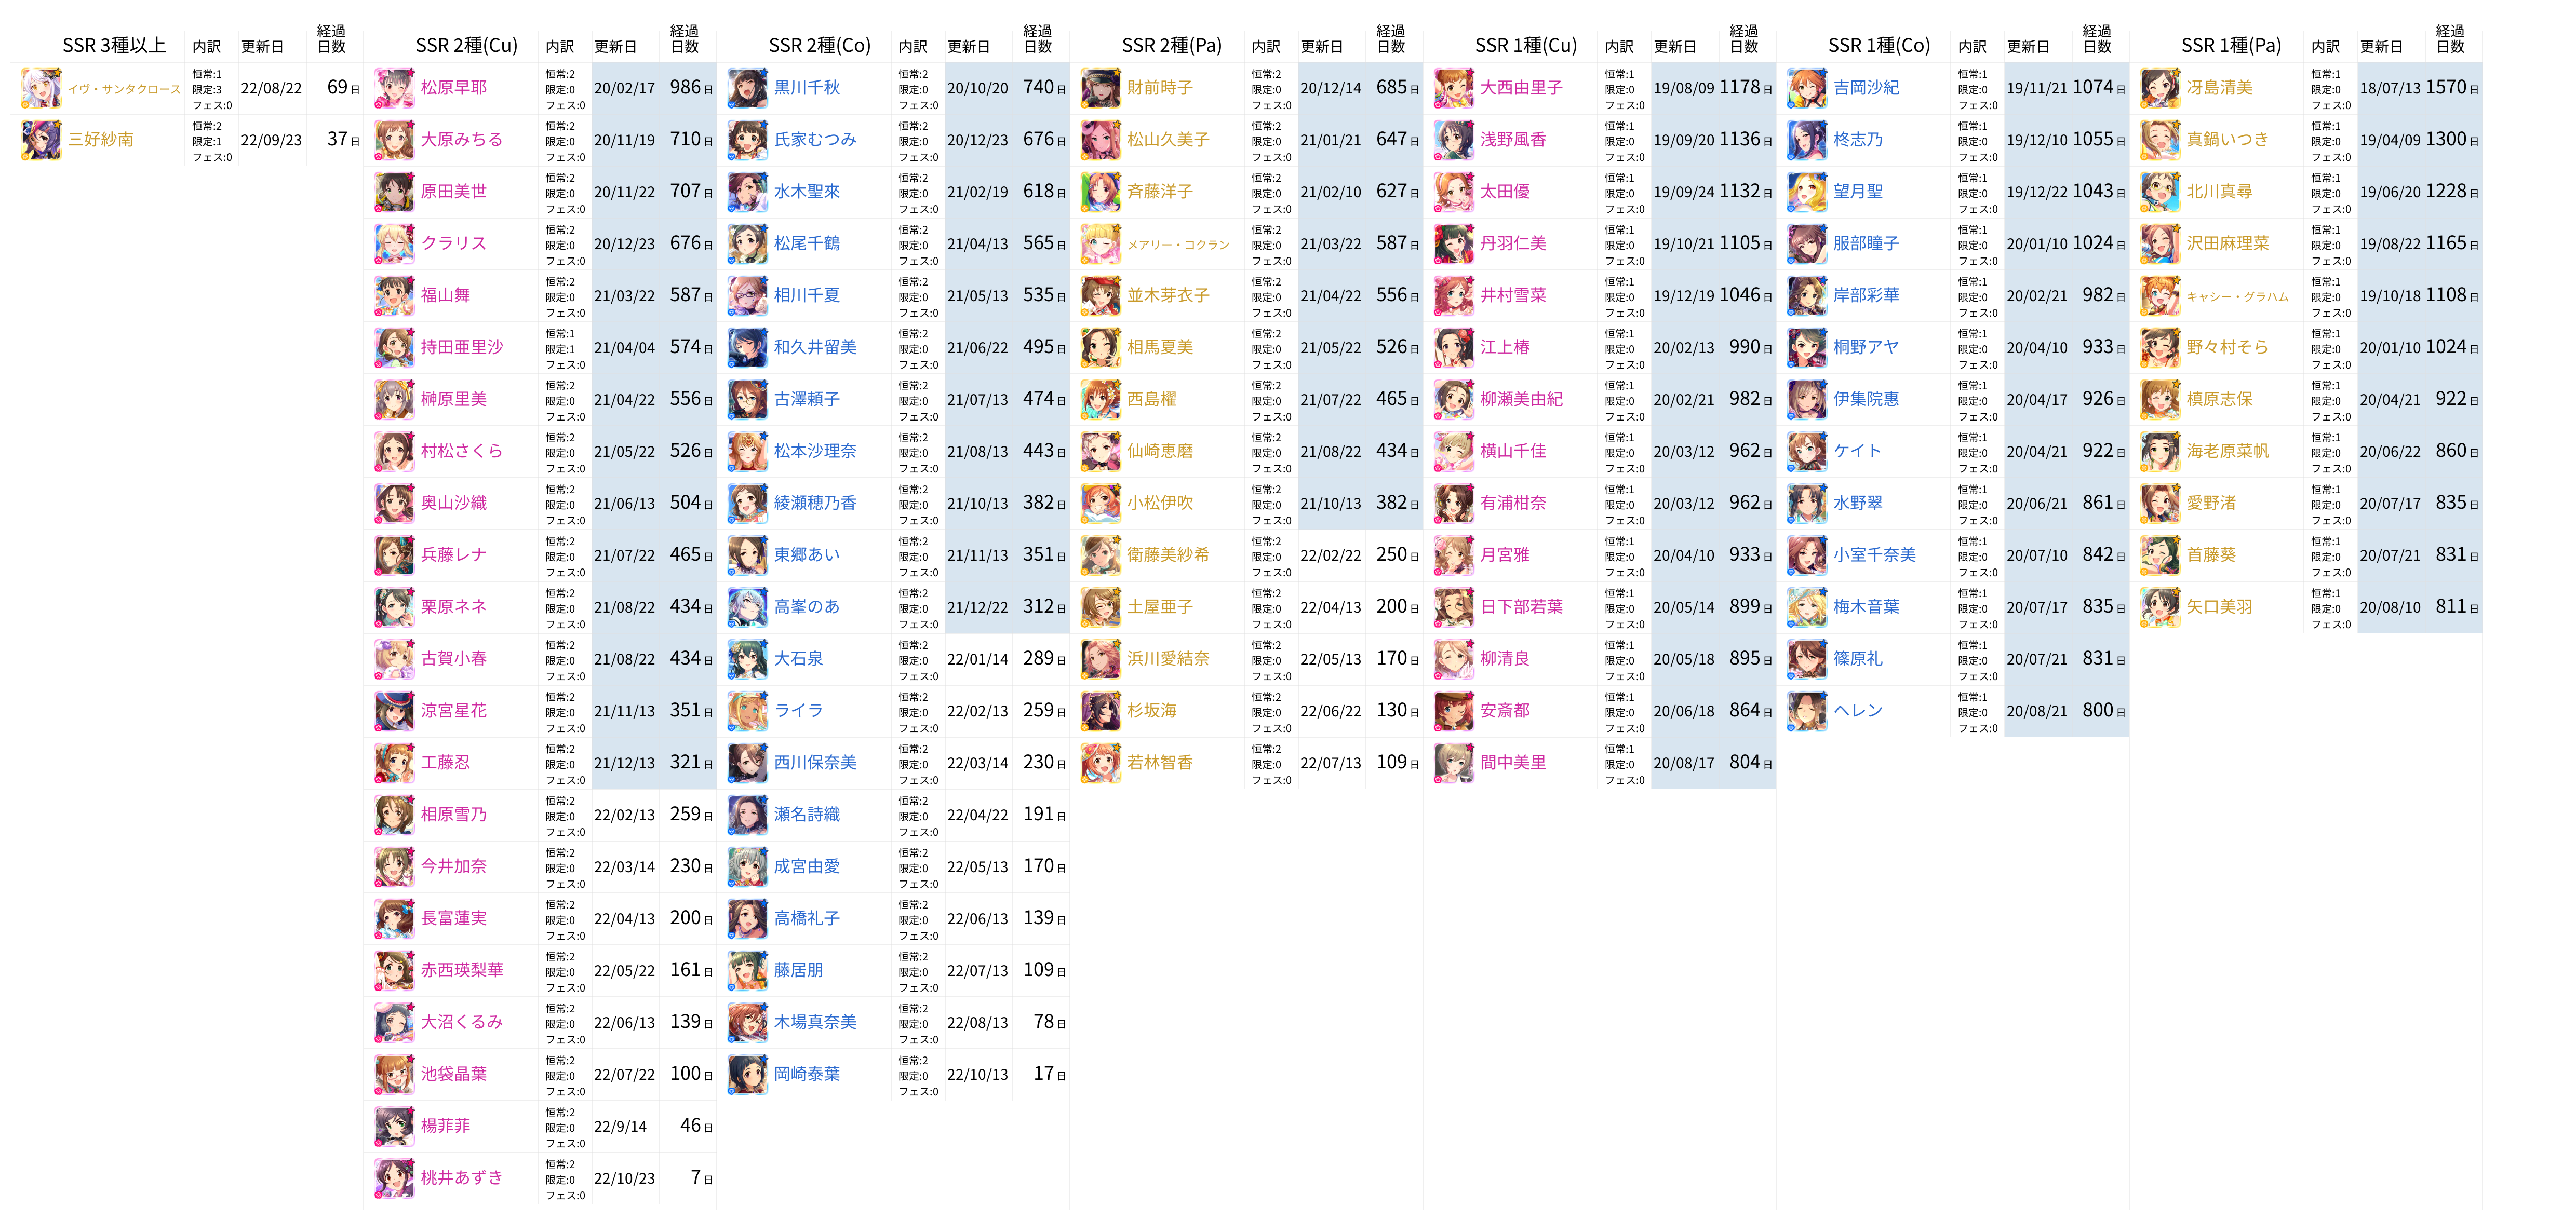 SSR 3種以上 内訳 更新日 経過日数
イヴ・サンタクロース 恒常:1 限定:3 フェス:0 22/08/22 69日
三好紗南 恒常:2 限定:1 フェス:0 22/09/23 37日
SSR 2種(Cu) 内訳 更新日 経過日数
松原早耶 恒常:2 限定:0 フェス:0 20/02/17 986日
大原みちる 恒常:2 限定:0 フェス:0 20/11/19 710日
原田美世 恒常:2 限定:0 フェス:0 20/11/22 707日
クラリス 恒常:2 限定:0 フェス:0 20/12/23 676日
福山舞 恒常:2 限定:0 フェス:0 21/03/22 587日
持田亜里沙 恒常:1 限定:1 フェス:0 21/04/04 574日
榊原里美 恒常:2 限定:0 フェス:0 21/04/22 556日
村松さくら 恒常:2 限定:0 フェス:0 21/05/22 526日
奥山沙織 恒常:2 限定:0 フェス:0 21/06/13 504日
兵藤レナ 恒常:2 限定:0 フェス:0 21/07/22 465日
栗原ネネ 恒常:2 限定:0 フェス:0 21/08/22 434日
古賀小春 恒常:2 限定:0 フェス:0 21/08/22 434日
涼宮星花 恒常:2 限定:0 フェス:0 21/11/13 351日
工藤忍 恒常:2 限定:0 フェス:0 21/12/13 321日
相原雪乃 恒常:2 限定:0 フェス:0 22/02/13 259日
今井加奈 恒常:2 限定:0 フェス:0 22/03/14 230日
長富蓮実 恒常:2 限定:0 フェス:0 22/04/13 200日
赤西瑛梨華 恒常:2 限定:0 フェス:0 22/05/22 161日
大沼くるみ 恒常:2 限定:0 フェス:0 22/06/13 139日
池袋晶葉 恒常:2 限定:0 フェス:0 22/07/22 100日
楊菲菲 恒常:2 限定:0 フェス:0 22/9/14 46日
桃井あずき 恒常:2 限定:0 フェス:0 22/10/23 7日
SSR 2種(Co) 内訳 更新日 経過日数
黒川千秋 恒常:2 限定:0 フェス:0 20/10/20 740日
氏家むつみ 恒常:2 限定:0 フェス:0 20/12/23 676日
水木聖來 恒常:2 限定:0 フェス:0 21/02/19 618日
松尾千鶴 恒常:2 限定:0 フェス:0 21/04/13 565日
相川千夏 恒常:2 限定:0 フェス:0 21/05/13 535日
和久井留美 恒常:2 限定:0 フェス:0 21/06/22 495日
古澤頼子 恒常:2 限定:0 フェス:0 21/07/13 474日
松本沙理奈 恒常:2 限定:0 フェス:0 21/08/13 443日
綾瀬穂乃香 恒常:2 限定:0 フェス:0 21/10/13 382日
東郷あい 恒常:2 限定:0 フェス:0 21/11/13 351日
高峯のあ 恒常:2 限定:0 フェス:0 21/12/22 312日
大石泉 恒常:2 限定:0 フェス:0 22/01/14 289日
ライラ 恒常:2 限定:0 フェス:0 22/02/13 259日
西川保奈美 恒常:2 限定:0 フェス:0 22/03/14 230日
瀬名詩織 恒常:2 限定:0 フェス:0 22/04/22 191日
成宮由愛 恒常:2 限定:0 フェス:0 22/05/13 170日
高橋礼子 恒常:2 限定:0 フェス:0 22/06/13 139日
藤居朋 恒常:2 限定:0 フェス:0 22/07/13 109日
木場真奈美 恒常:2 限定:0 フェス:0 22/08/13 78日
岡崎泰葉 恒常:2 限定:0 フェス:0 22/10/13 17日
SSR 2種(Pa) 内訳 更新日 経過日数
財前時子 恒常:2 限定:0 フェス:0 20/12/14 685日
松山久美子 恒常:2 限定:0 フェス:0 21/01/21 647日
斉藤洋子 恒常:2 限定:0 フェス:0 21/02/10 627日
メアリー・コクラン 恒常:2 限定:0 フェス:0 21/03/22 587日
並木芽衣子 恒常:2 限定:0 フェス:0 21/04/22 556日
相馬夏美 恒常:2 限定:0 フェス:0 21/05/22 526日
西島櫂 恒常:2 限定:0 フェス:0 21/07/22 465日
仙崎恵磨 恒常:2 限定:0 フェス:0 21/08/22 434日
小松伊吹 恒常:2 限定:0 フェス:0 21/10/13 382日
衛藤美紗希 恒常:2 限定:0 フェス:0 22/02/22 250日
土屋亜子 恒常:2 限定:0 フェス:0 22/04/13 200日
浜川愛結奈 恒常:2 限定:0 フェス:0 22/05/13 170日
杉坂海 恒常:2 限定:0 フェス:0 22/06/22 130日
若林智香 恒常:2 限定:0 フェス:0 22/07/13 109日
SSR 1種(Cu) 内訳 更新日 経過日数
大西由里子 恒常:1 限定:0 フェス:0 19/08/09 1178日
浅野風香 恒常:1 限定:0 フェス:0 19/09/20 1136日
太田優 恒常:1 限定:0 フェス:0 19/09/24 1132日
丹羽仁美 恒常:1 限定:0 フェス:0 19/10/21 1105日
井村雪菜 恒常:1 限定:0 フェス:0 19/12/19 1046日
江上椿 恒常:1 限定:0 フェス:0 20/02/13 990日
柳瀬美由紀 恒常:1 限定:0 フェス:0 20/02/21 982日
横山千佳 恒常:1 限定:0 フェス:0 20/03/12 962日
有浦柑奈 恒常:1 限定:0 フェス:0 20/03/12 962日
月宮雅 恒常:1 限定:0 フェス:0 20/04/10 933日
日下部若葉 恒常:1 限定:0 フェス:0 20/05/14 899日
柳清良 恒常:1 限定:0 フェス:0 20/05/18 895日
安斎都 恒常:1 限定:0 フェス:0 20/06/18 864日
間中美里 恒常:1 限定:0 フェス:0 20/08/17 804日
SSR 1種(Co) 内訳 更新日 経過日数
吉岡沙紀 恒常:1 限定:0 フェス:0 19/11/21 1074日
柊志乃 恒常:1 限定:0 フェス:0 19/12/10 1055日
望月聖 恒常:1 限定:0 フェス:0 19/12/22 1043日
服部瞳子 恒常:1 限定:0 フェス:0 20/01/10 1024日
岸部彩華 恒常:1 限定:0 フェス:0 20/02/21 982日
桐野アヤ 恒常:1 限定:0 フェス:0 20/04/10 933日
伊集院惠 恒常:1 限定:0 フェス:0 20/04/17 926日
ケイト 恒常:1 限定:0 フェス:0 20/04/21 922日
水野翠 恒常:1 限定:0 フェス:0 20/06/21 861日
小室千奈美 恒常:1 限定:0 フェス:0 20/07/10 842日
梅木音葉 恒常:1 限定:0 フェス:0 20/07/17 835日
篠原礼 恒常:1 限定:0 フェス:0 20/07/21 831日
ヘレン 恒常:1 限定:0 フェス:0 20/08/21 800日
SSR 1種(Pa) 内訳 更新日 経過日数
冴島清美 恒常:1 限定:0 フェス:0 18/07/13 1570日
真鍋いつき 恒常:1 限定:0 フェス:0 19/04/09 1300日
北川真尋 恒常:1 限定:0 フェス:0 19/06/20 1228日
沢田麻理菜 恒常:1 限定:0 フェス:0 19/08/22 1165日
キャシー・グラハム 恒常:1 限定:0 フェス:0 19/10/18 1108日
野々村そら 恒常:1 限定:0 フェス:0 20/01/10 1024日
槙原志保 恒常:1 限定:0 フェス:0 20/04/21 922日
海老原菜帆 恒常:1 限定:0 フェス:0 20/06/22 860日
愛野渚 恒常:1 限定:0 フェス:0 20/07/17 835日
首藤葵 恒常:1 限定:0 フェス:0 20/07/21 831日
矢口美羽 恒常:1 限定:0 フェス:0 20/08/10 811日